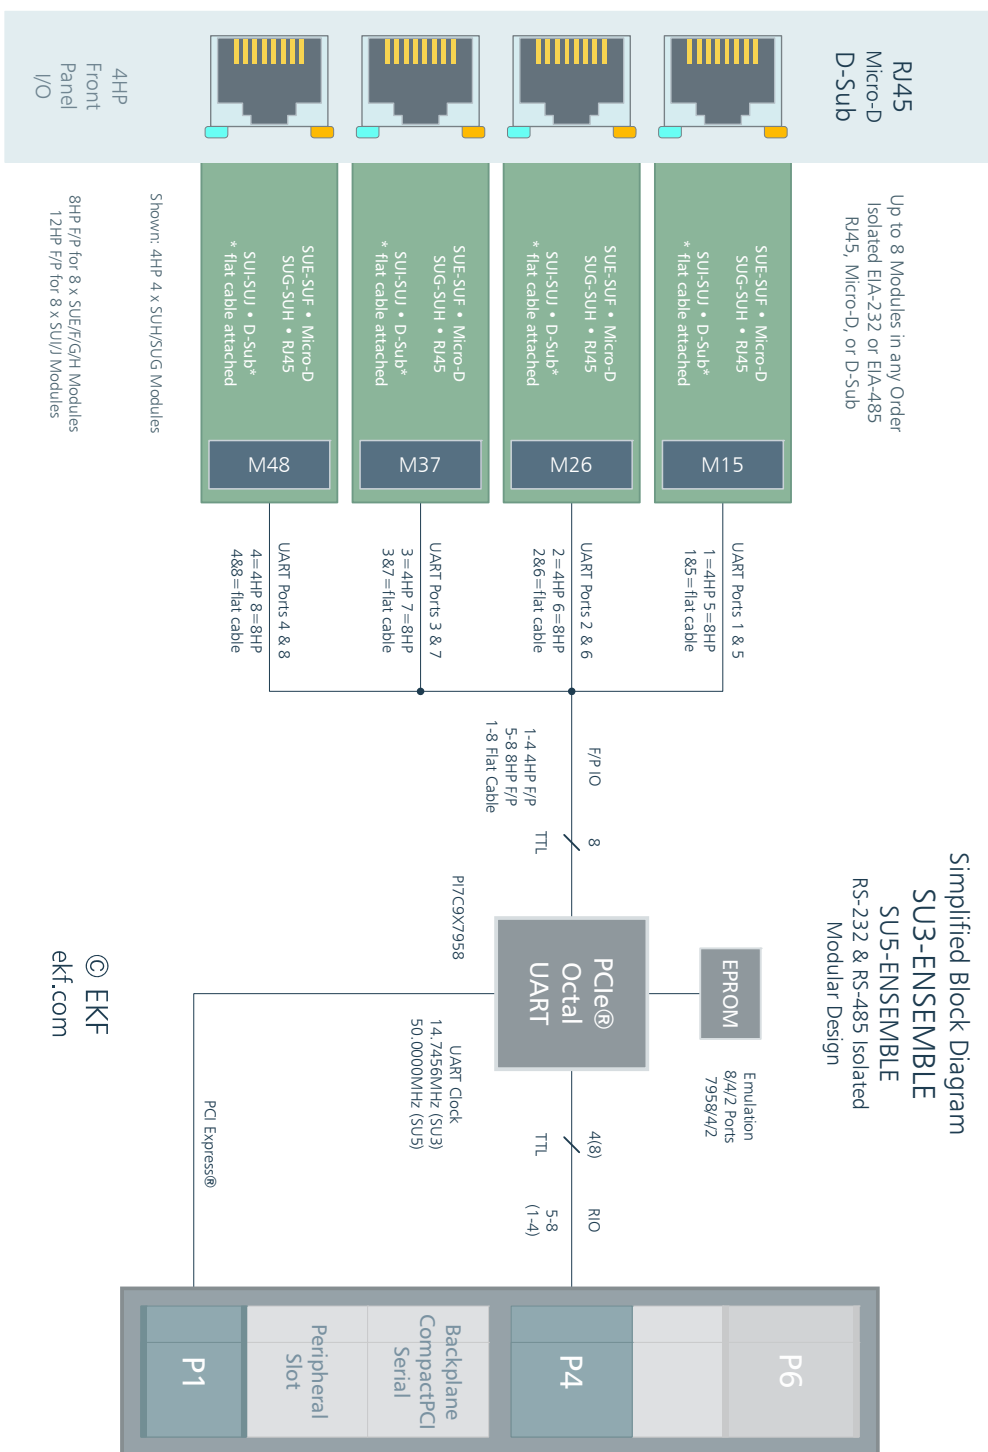 Simplified Block Diagram
SU3-ENSEMBLE
SU5-ENSEMBLE
RS-232 & RS-485 Isolated
Modular Design
RJ45
Micro-D
D-Sub
Up to 8 Modules in any Order
Isolated EIA-232 or EIA-485
RJ45, Micro-D, or D-Sub
SUE-SUF • Micro-D
SUG-SUH • RJ45
SUI-SUJ • D-Sub*
* flat cable attached
M15
UART Ports 1 & 5
1=4HP 5=8HP
1&5=flat cable
SUE-SUF • Micro-D
SUG-SUH • RJ45
SUI-SUJ • D-Sub*
* flat cable attached
M26
UART Ports 2 & 6
2=4HP 6=8HP
2&6=flat cable
SUE-SUF • Micro-D
SUG-SUH • RJ45
SUI-SUJ • D-Sub*
* flat cable attached
M37
UART Ports 3 & 7
3=4HP 7=8HP
3&7=flat cable
SUE-SUF • Micro-D
SUG-SUH • RJ45
SUI-SUJ • D-Sub*
* flat cable attached
M48
UART Ports 4 & 8
4=4HP 8=8HP
4&8=flat cable
4HP
Front
Panel
I/O
Shown: 4HP 4 x SUH/SUG Modules
8HP F/P for 8 x SUE/F/G/H Modules
12HP F/P for 8 x SUI/J Modules
F/P IO
1-4 4HP F/P
5-8 8HP F/P
1-8 Flat Cable
8
TTL
EPROM
Emulation
8/4/2 Ports
7958/4/2
PCIe®
Octal
UART
PI7C9X7958
UART Clock
14.7456MHz (SU3)
50.0000MHz (SU5)
4(8)
TTL
RIO
5-8
(1-4)
PCI Express®
P6
P4
Backplane
CompactPCI
Serial
Peripheral
Slot
P1
© EKF
ekf.com